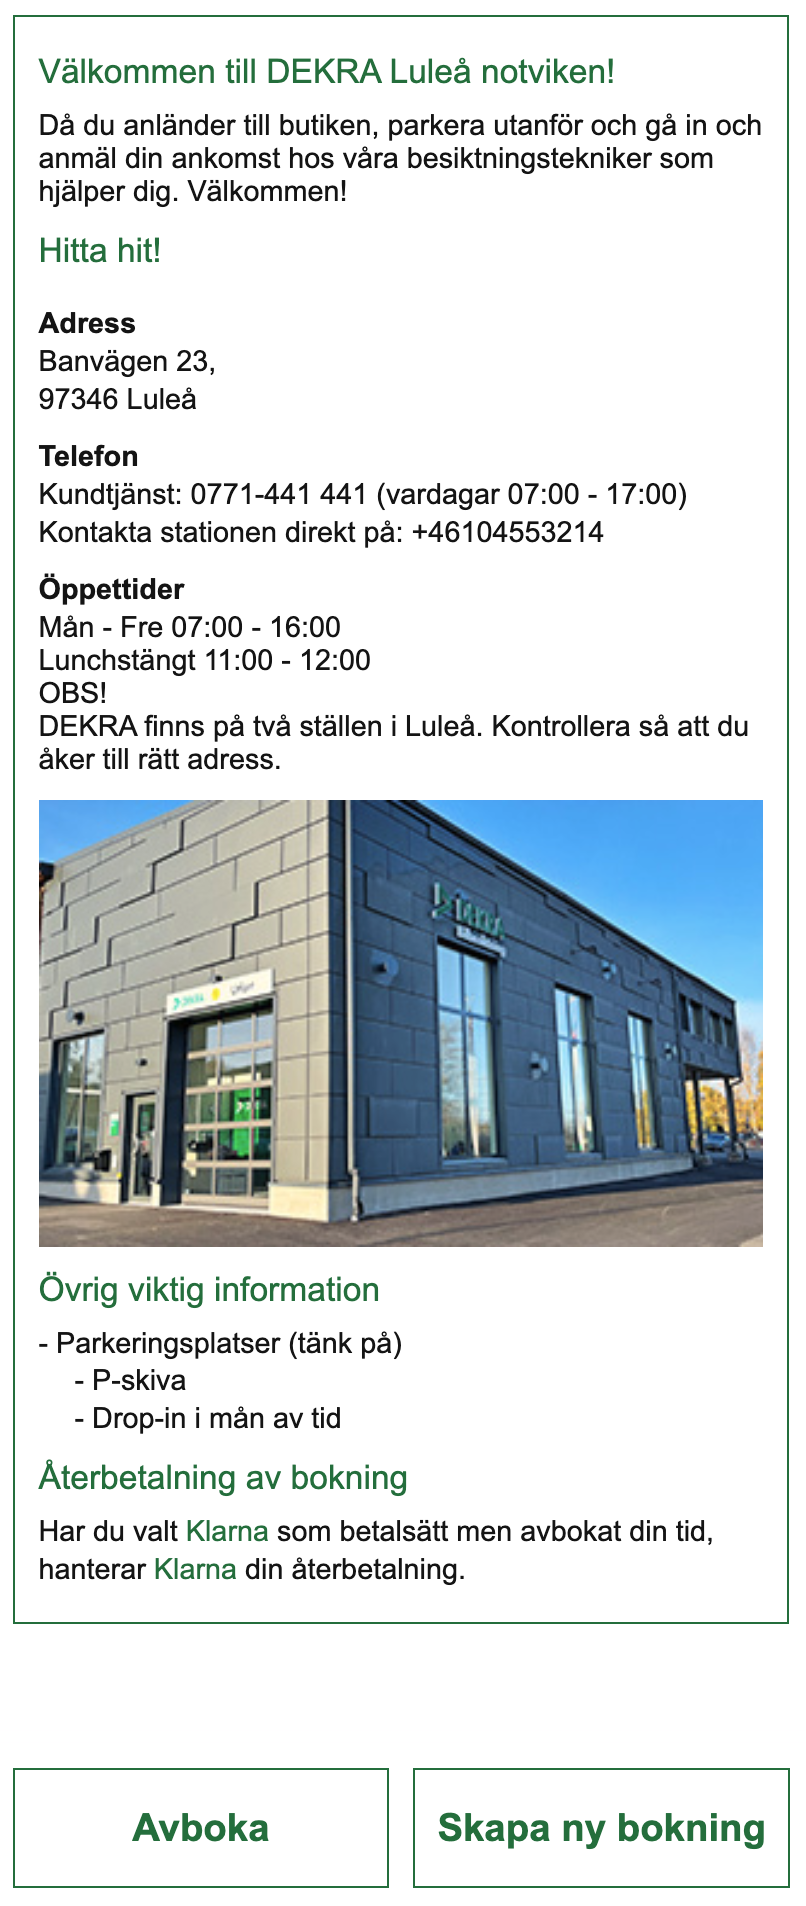 Välkommen till DEKRA Luleå notviken!
Då du anländer till butiken, parkera utanför och gå in och
anmäl din ankomst hos våra besiktningstekniker som
hjälper dig. Välkommen!
Hitta hit!
Adress
Banvägen 23,
97346 Luleå
Telefon
Kundtjänst: 0771-441 441 (vardagar 07:00 - 17:00)
Kontakta stationen direkt på: +46104553214
Öppettider
Mån - Fre 07:00 - 16:00
Lunchstängt 11:00 - 12:00
OBS!
DEKRA finns på två ställen i Luleå. Kontrollera så att du
åker till rätt adress.
DEKRA
DEKRA
Övrig viktig information
- Parkeringsplatser (tänk på)
- P-skiva
- Drop-in i mån av tid
Återbetalning av bokning
Har du valt Klarna som betalsätt men avbokat din tid,
hanterar Klarna din återbetalning.
Avboka
Skapa ny bokning